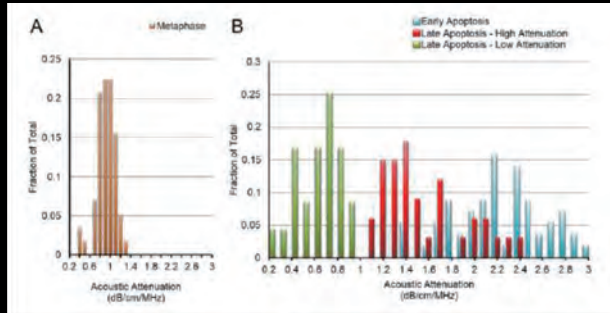 A
Metaphase
0.25
0.2
0.15
0.1
0.05
0
Fraction of Total
0.2 0.6 1 1.4 1.8 2.2 2.6 3
Acoustic Attenuation
(dB/cm/MHz)
B
Early Apoptosis
Late Apoptosis - High Attenuation
Late Apoptosis - Low Attenuation
0.3
0.25
0.2
0.15
0.1
0.05
0
Fraction of Total
0.2 0.4 0.6 0.8 1 1.2 1.4 1.6 1.8 2 2.2 2.4 2.6 2.8 3
Acoustic Attenuation
(dB/cm/MHz)